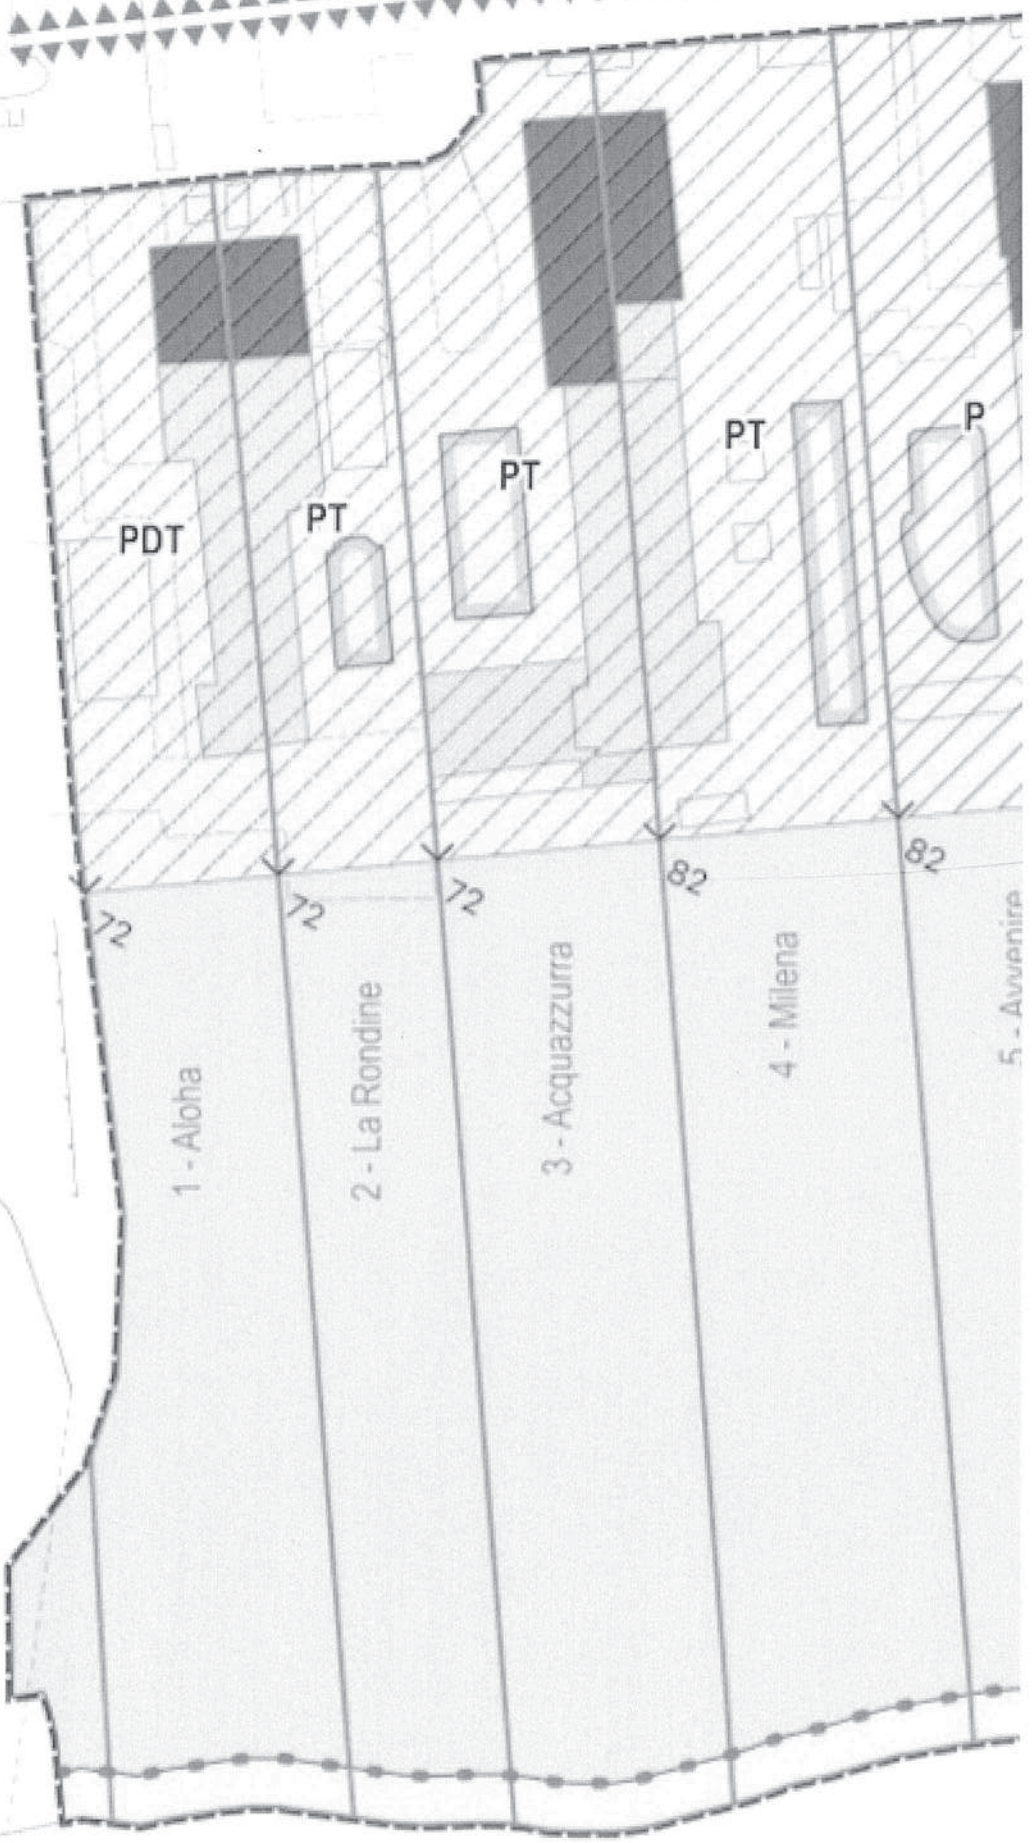 P
PT
PT
PT
PDT
72
72
72
82
82
1 - Aloha
2 - La Rondine
3 - Acquazzurra
4 - Milena
5 - Avvenire